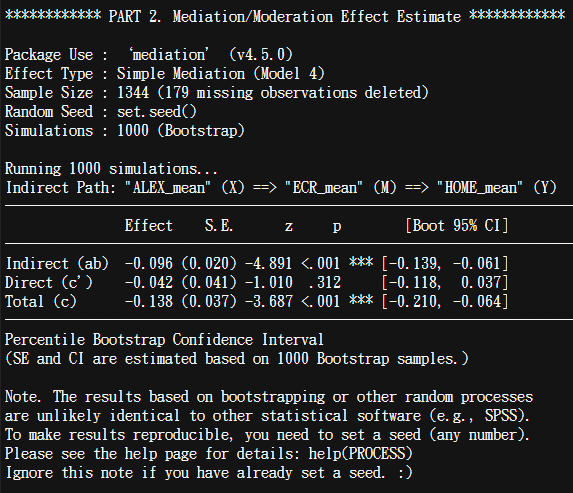 ************ PART 2. Mediation/Moderation Effect Estimate ************
Package Use : ‘mediation’ (v4.5.0)
Effect Type : Simple Mediation (Model 4)
Sample Size : 1344 (179 missing observations deleted)
Random Seed : set.seed()
Simulations : 1000 (Bootstrap)
Running 1000 simulations...
Indirect Path: "ALEX_mean" (X) ==> "ECR_mean" (M) ==> "HOME_mean" (Y)
Effect S.E. z p [Boot 95% CI]
Indirect (ab) -0.096 (0.020) -4.891 <.001 *** [-0.139, -0.061]
Direct (c') -0.042 (0.041) -1.010 .312 [-0.118, 0.037]
Total (c) -0.138 (0.037) -3.687 <.001 *** [-0.210, -0.064]
Percentile Bootstrap Confidence Interval
(SE and CI are estimated based on 1000 Bootstrap samples.)
Note. The results based on bootstrapping or other random processes
are unlikely identical to other statistical software (e.g., SPSS).
To make results reproducible, you need to set a seed (any number).
Please see the help page for details: help(PROCESS)
Ignore this note if you have already set a seed. :)